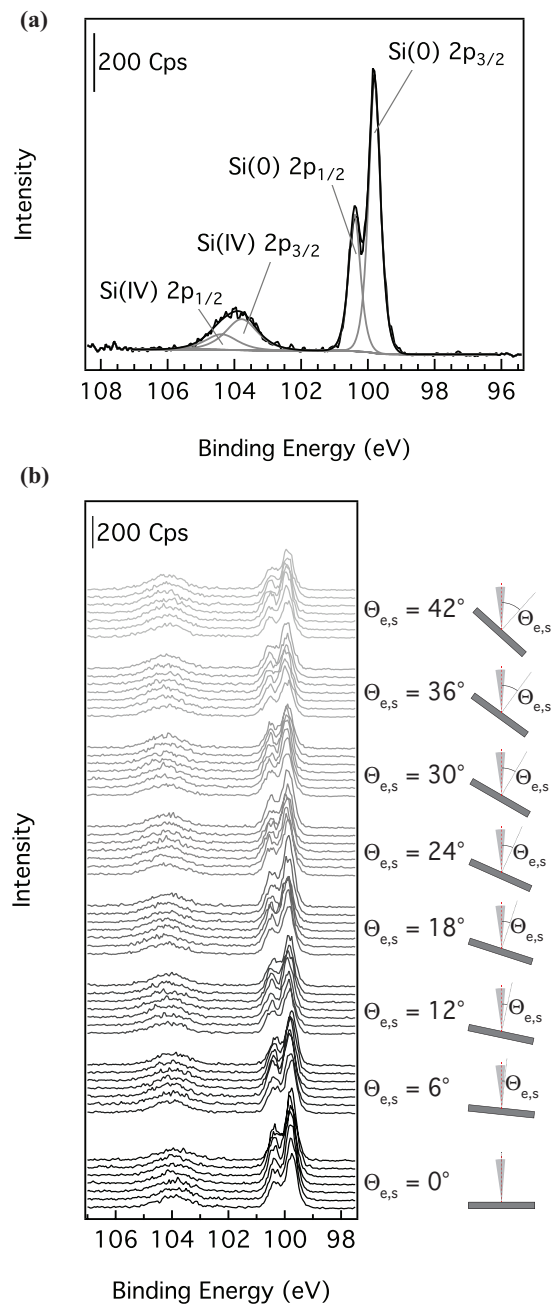 (a)
200 Cps
Si(0) 2p3/2
Si(0) 2p1/2
Si(IV) 2p3/2
Si(IV) 2p1/2
Intensity
108 106 104 102 100 98 96
Binding Energy (eV)
(b)
200 Cps
Θe,s = 42° Θe,s
Θe,s = 36° Θe,s
Θe,s = 30° Θe,s
Θe,s = 24° Θe,s
Θe,s = 18° Θe,s
Θe,s = 12° Θe,s
Θe,s = 6° Θe,s
Θe,s = 0°
Intensity
106 104 102 100 98
Binding Energy (eV)